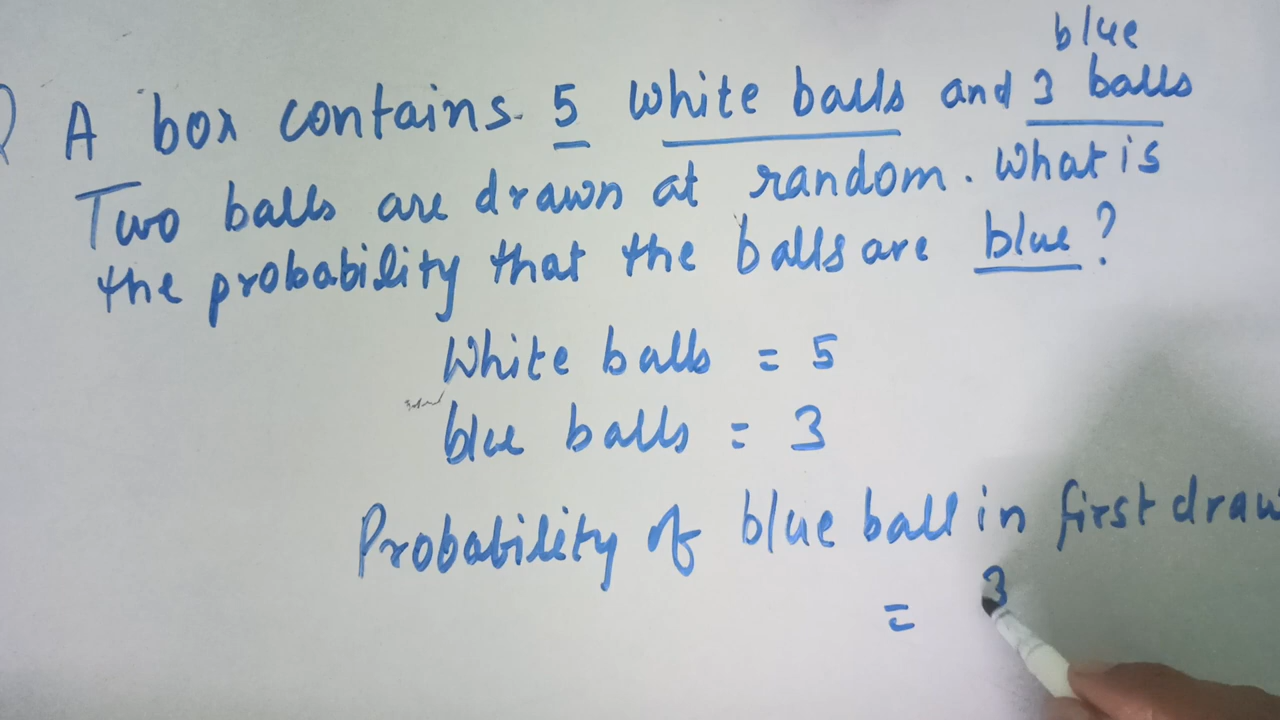 blue
A box contains. 5 white balls and 3 balls
Two balls are drawn at random. What is
the probability that the balls are blue?
White balls = 5
blue balls = 3
Probability of blue ball in first draw
= 3